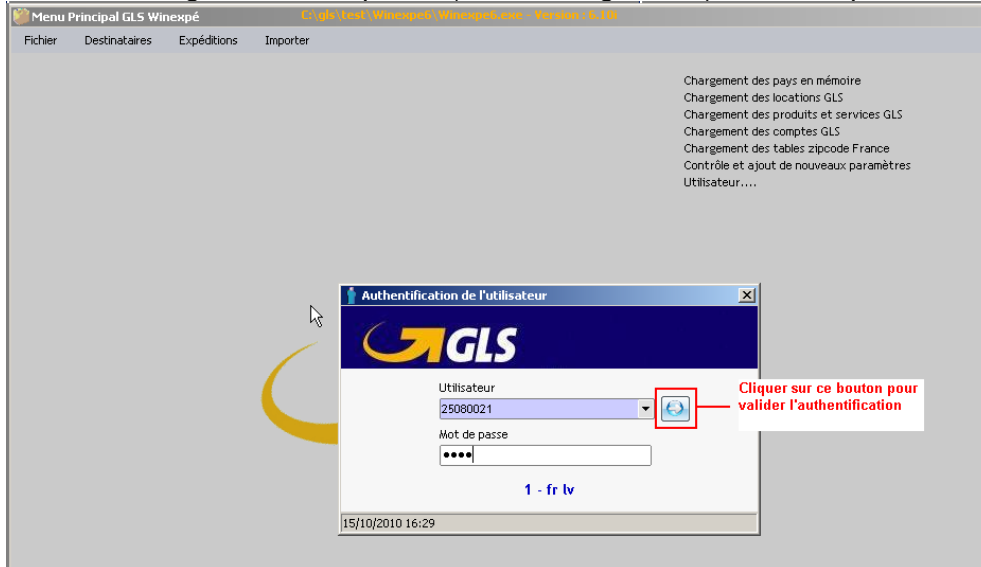 Menu Principal GLS Winexpé
C:\gls\test\Winexpe6\Winexpe6.exe - Version : 6.10i
Fichier Destinataires Expéditions Importer
Chargement des pays en mémoire
Chargement des locations GLS
Chargement des produits et services GLS
Chargement des comptes GLS
Chargement des tables zipcode France
Contrôle et ajout de nouveaux paramètres
Utilisateur....
Authentification de l'utilisateur
GLS
Utilisateur
25080021
Cliquer sur ce bouton pour
valider l'authentification
Mot de passe
••••
1 - fr lv
15/10/2010 16:29